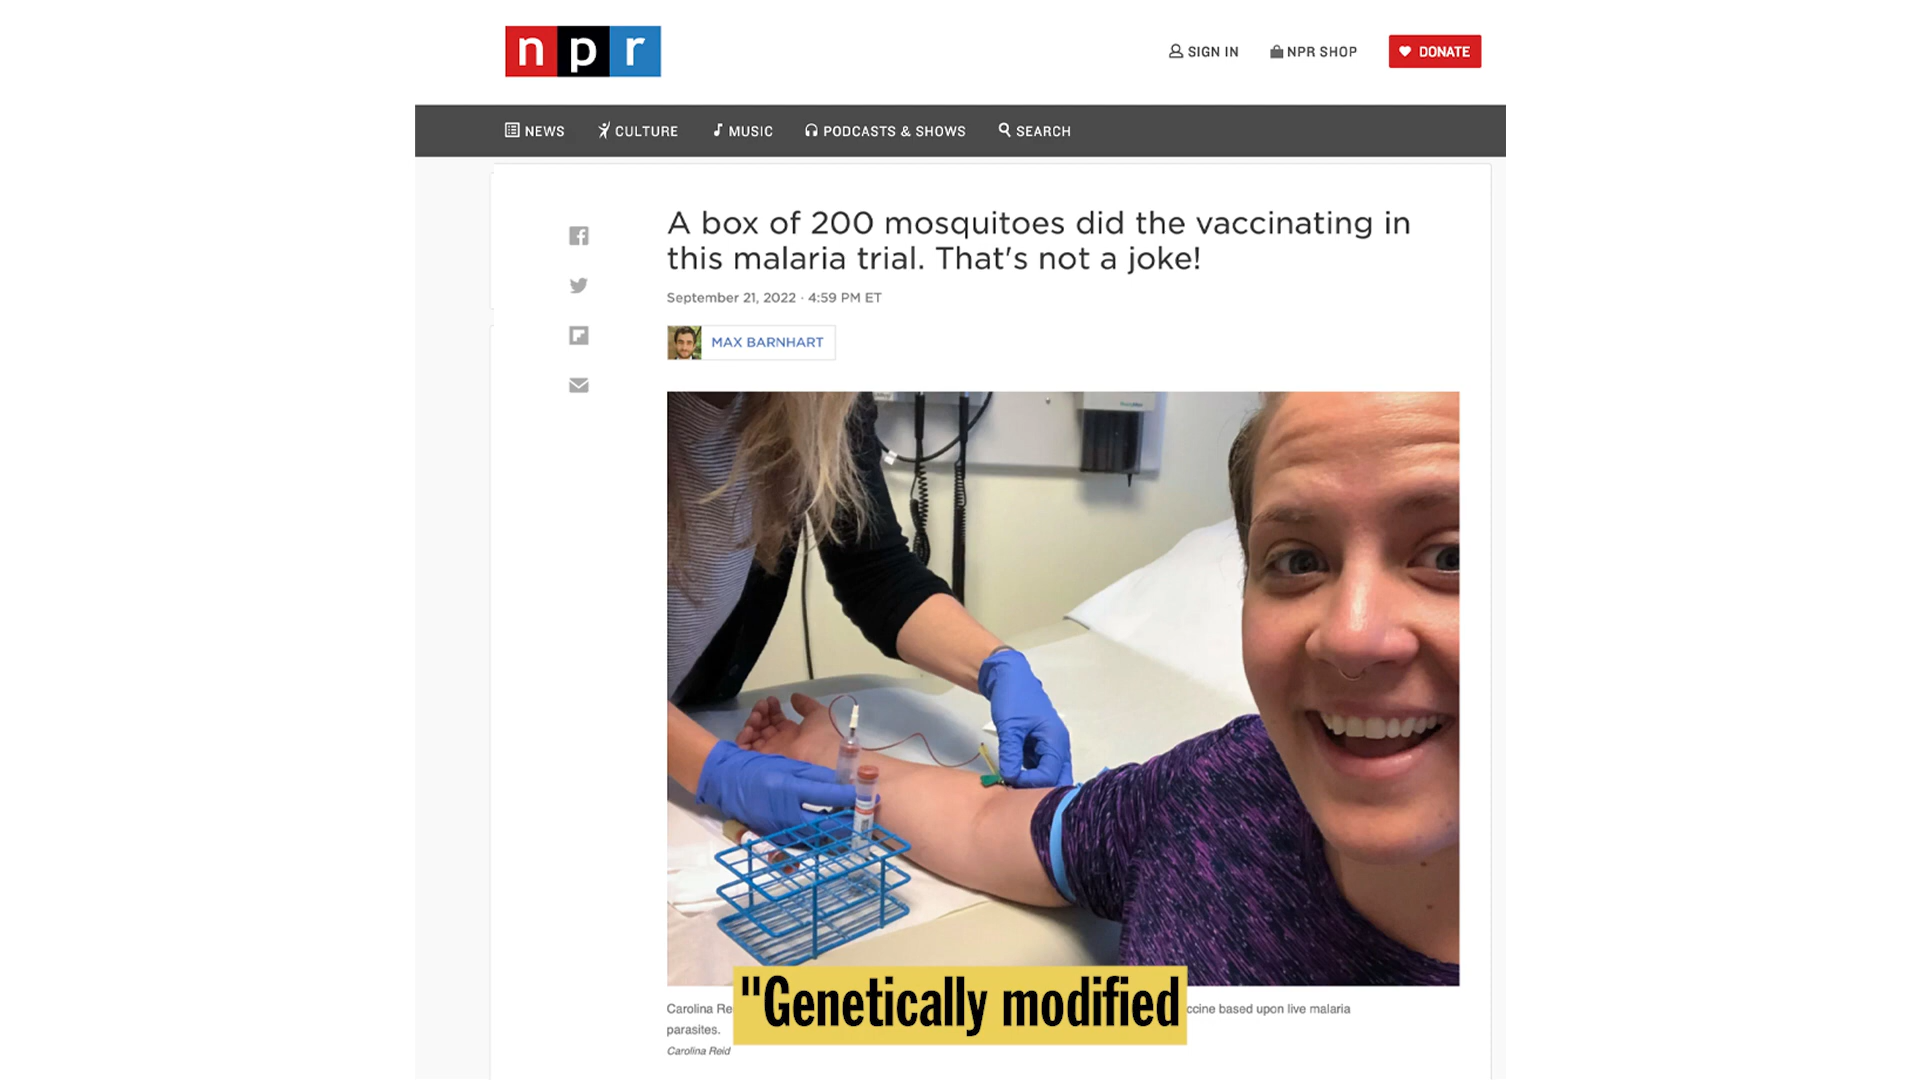 npr
SIGN IN
NPR SHOP
DONATE
NEWS
CULTURE
MUSIC
PODCASTS & SHOWS
SEARCH
A box of 200 mosquitoes did the vaccinating in
this malaria trial. That's not a joke!
September 21, 2022 · 4:59 PM ET
MAX BARNHART
"Genetically modified
Carolina Re
ccine based upon live malaria
parasites.
Carolina Reid